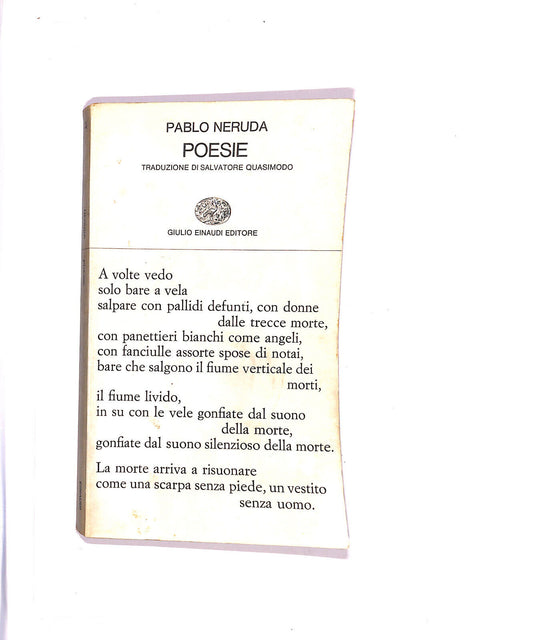 PABLO NERUDA
POESIE
TRADUZIONE DI SALVATORE QUASIMODO
GIULIO EINAUDI EDITORE
A volte vedo
solo bare a vela
salpare con pallidi defunti, con donne
dalle trecce morte,
con panettieri bianchi come angeli,
con fanciulle assorte spose di notai,
bare che salgono il fiume verticale dei
morti,
il fiume livido,
in su con le vele gonfiate dal suono
della morte,
gonfiate dal suono silenzioso della morte.
La morte arriva a risuonare
come una scarpa senza piede, un vestito
senza uomo.